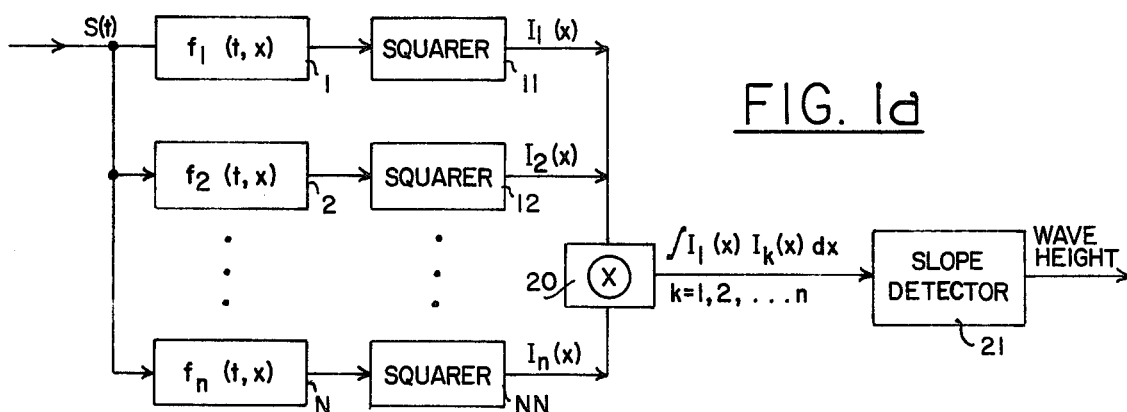 S(t)
f₁ (t, x)
1
SQUARER
11
I₁ (x)
FIG. 1a
f₂ (t, x)
2
SQUARER
12
I₂(x)
20
X
∫I₁ (x) I_k(x) dx
k=1, 2, . . . n
SLOPE
DETECTOR
21
WAVE
HEIGHT
fₙ (t, x)
N
SQUARER
NN
Iₙ(x)